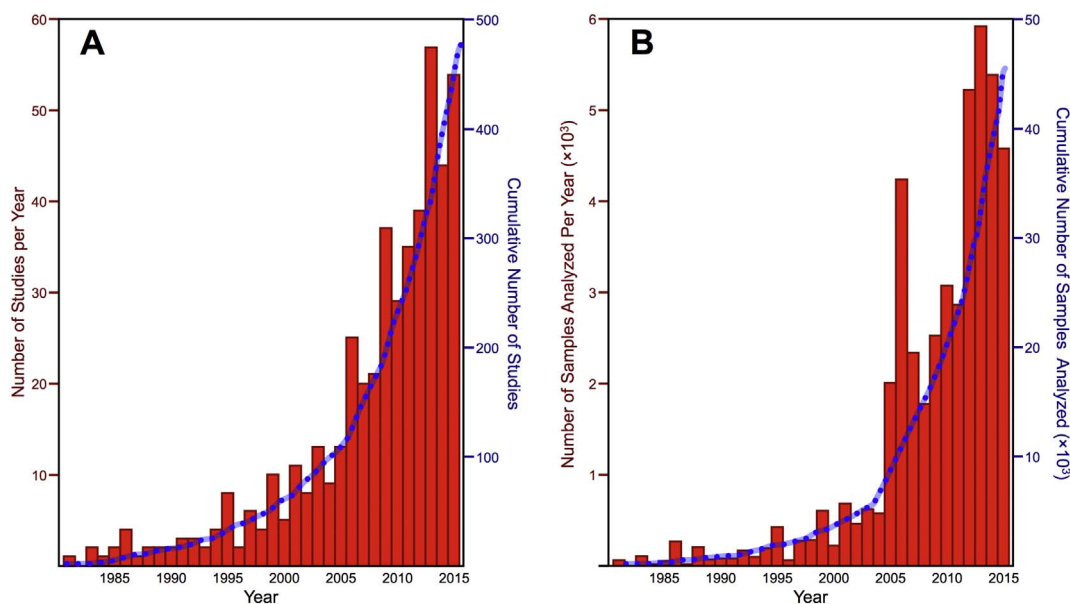 A
60
50
40
30
20
10
Number of Studies per Year
500
400
300
200
100
Cumulative Number of Studies
1985 1990 1995 2000 2005 2010 2015
Year
B
6
5
4
3
2
1
Number of Samples Analyzed Per Year (×10³)
50
40
30
20
10
Cumulative Number of Samples Analyzed (×10³)
1985 1990 1995 2000 2005 2010 2015
Year